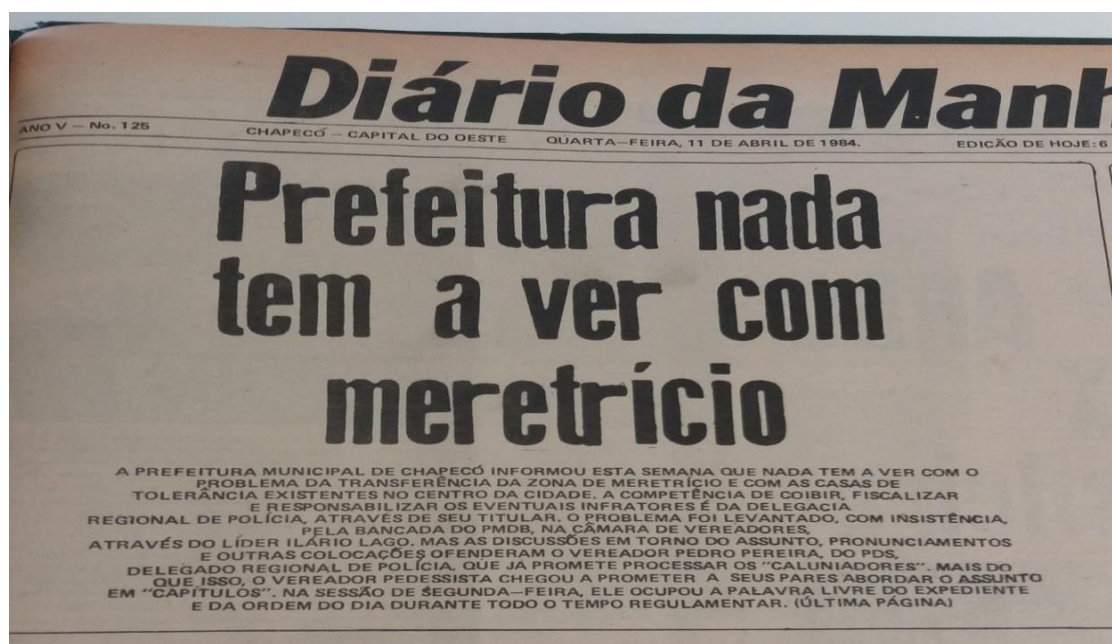 Diário da Manh
ANO V — No. 125 CHAPECÓ — CAPITAL DO OESTE QUARTA—FEIRA, 11 DE ABRIL DE 1984. EDICÃO DE HOJE: 6
Prefeitura nada
tem a ver com
meretrício
A PREFEITURA MUNICIPAL DE CHAPECÓ INFORMOU ESTA SEMANA QUE NADA TEM A VER COM O
PROBLEMA DA TRANSFERÊNCIA DA ZONA DE MERETRÍCIO E COM AS CASAS DE
TOLERÂNCIA EXISTENTES NO CENTRO DA CIDADE. A COMPETÊNCIA DE COIBIR, FISCALIZAR
E RESPONSABILIZAR OS EVENTUAIS INFRATORES É DA DELEGACIA
REGIONAL DE POLÍCIA, ATRAVÉS DE SEU TITULAR. O PROBLEMA FOI LEVANTADO, COM INSISTÊNCIA,
PELA BANCADA DO PMDB, NA CÂMARA DE VEREADORES,
ATRAVÉS DO LÍDER ILÁRIO LAGO. MAS AS DISCUSSÕES EM TORNO DO ASSUNTO, PRONUNCIAMENTOS
E OUTRAS COLOCAÇÕES OFENDERAM O VEREADOR PEDRO PEREIRA, DO PDS,
DELEGADO REGIONAL DE POLÍCIA, QUE JÁ PROMETE PROCESSAR OS "CALUNIADORES". MAIS DO
QUE ISSO, O VEREADOR PEDESSISTA CHEGOU A PROMETER A SEUS PARES ABORDAR O ASSUNTO
EM "CAPÍTULOS". NA SESSÃO DE SEGUNDA—FEIRA, ELE OCUPOU A PALAVRA LIVRE DO EXPEDIENTE
E DA ORDEM DO DIA DURANTE TODO O TEMPO REGULAMENTAR. (ÚLTIMA PÁGINA)